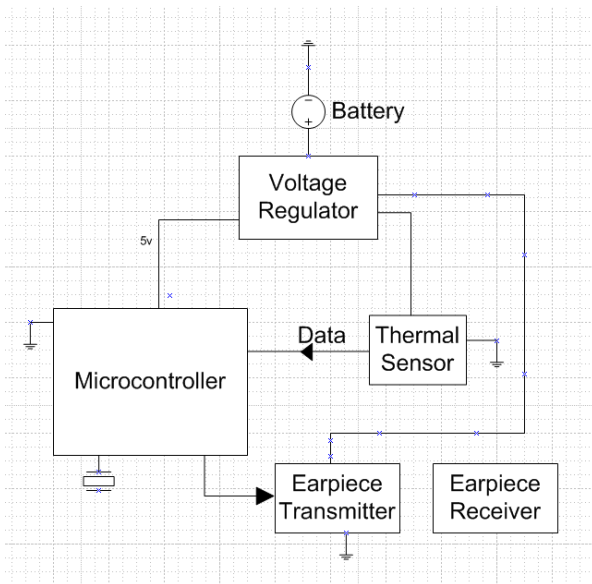 −
+
Battery
Voltage
Regulator
5v
Data
Thermal
Sensor
Microcontroller
Earpiece
Transmitter
Earpiece
Receiver